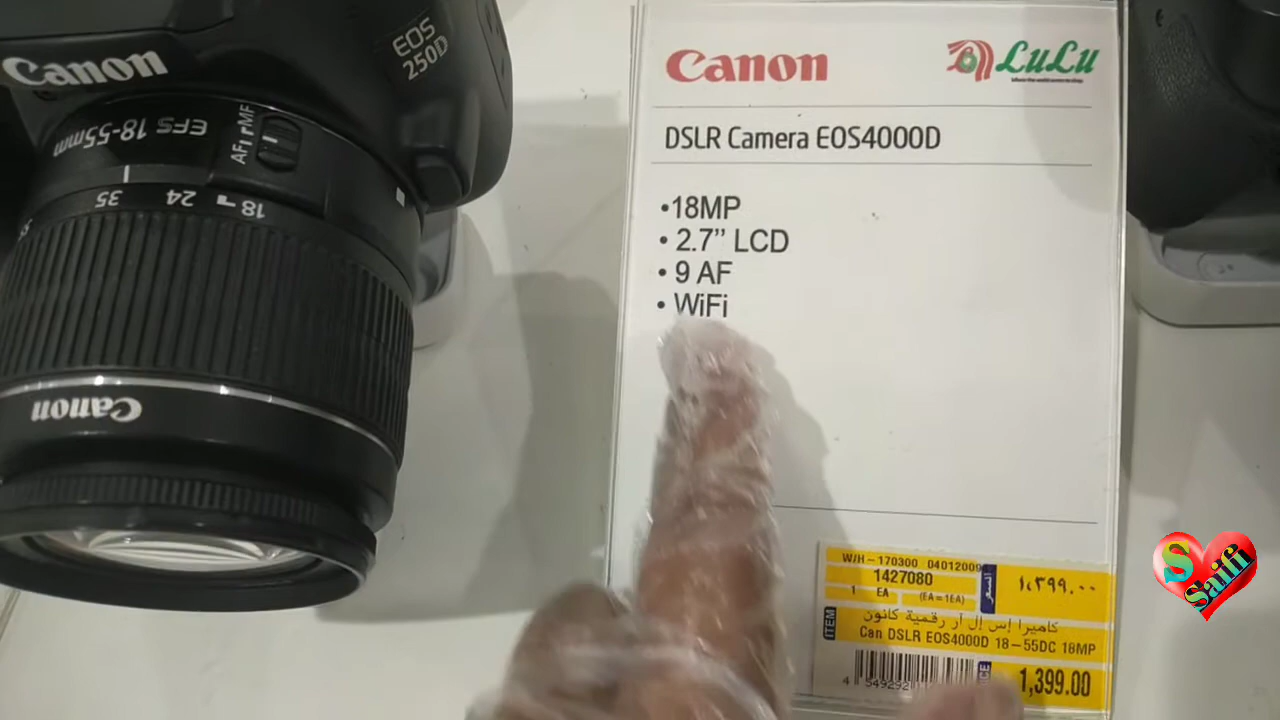 Canon
EOS
250D
EFS 18-55mm
AF MF
35 24 18
Canon
Canon
LuLu
DSLR Camera EOS4000D
•18MP
• 2.7” LCD
• 9 AF
• WiFi
WJH-170300 04012009
1427080
1 EA (EA=1EA)
السعر
١،٣٩٩.٠٠
ITEM
كاميرا إس إل آر رقمية كانون
Can DSLR EOS4000D 18-55DC 18MP
1,399.00
S
Saifi